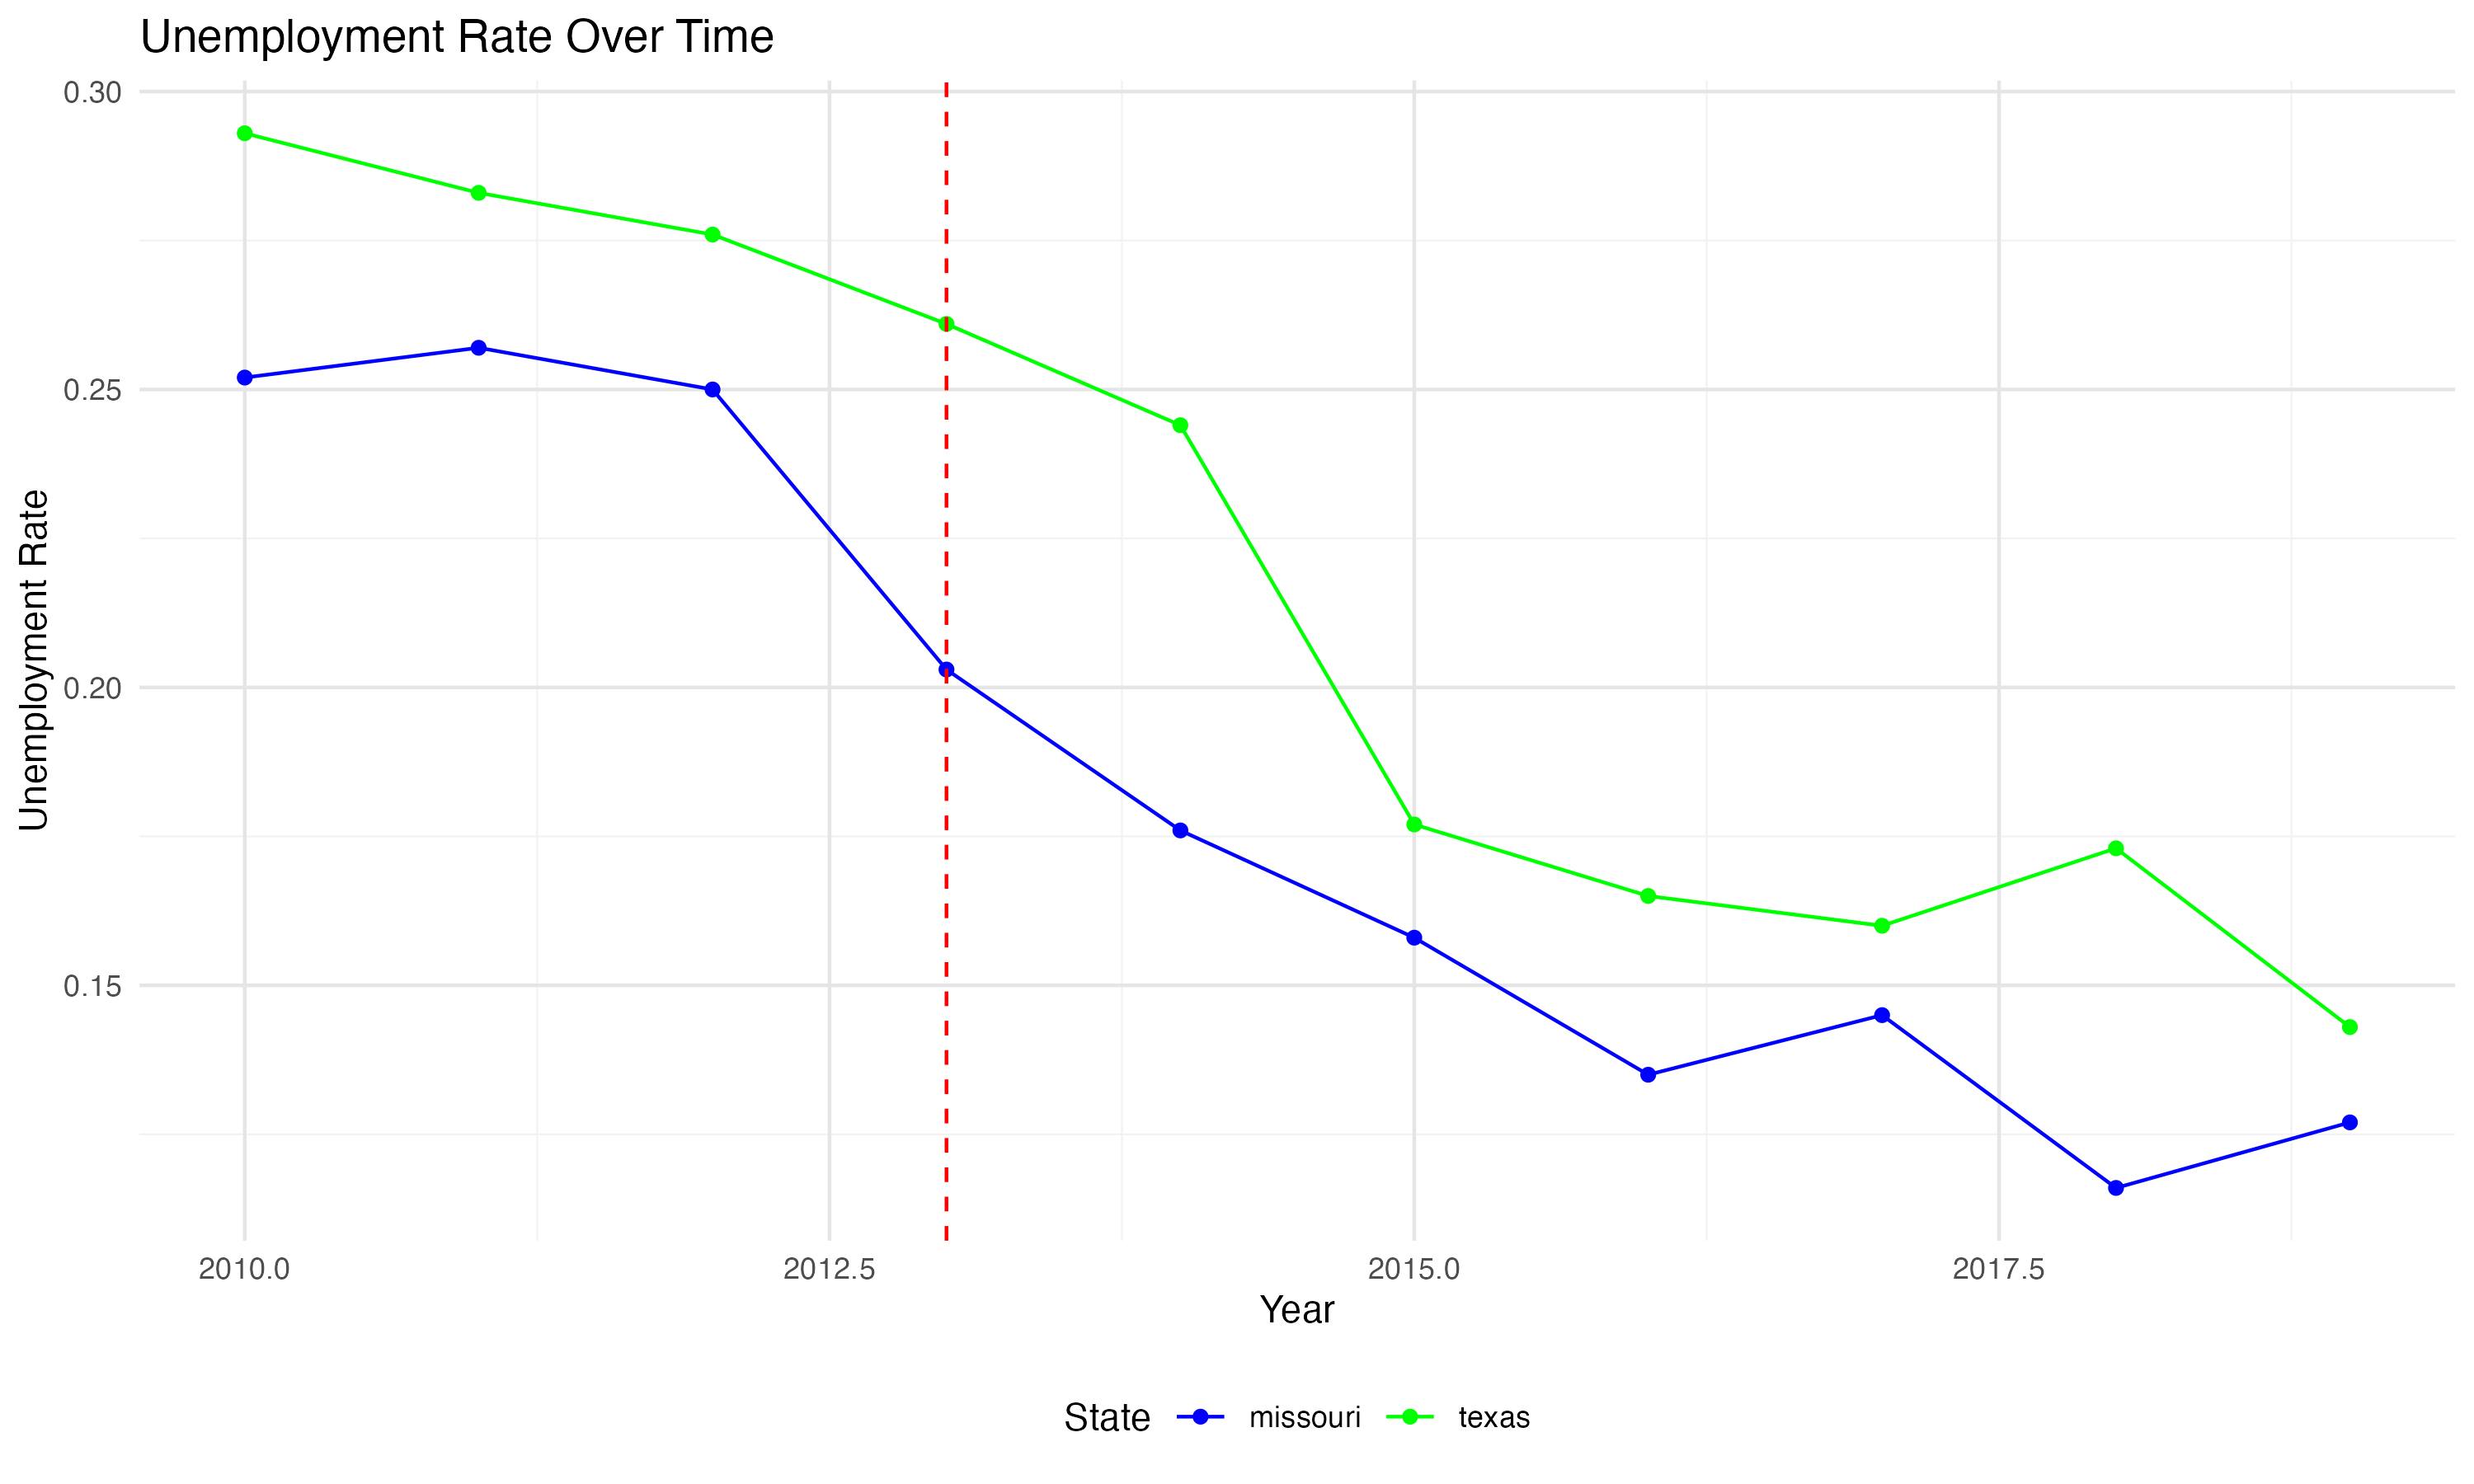 Unemployment Rate Over Time
Unemployment Rate
0.30
0.25
0.20
0.15
2010.0 2012.5 2015.0 2017.5
Year
State missouri texas